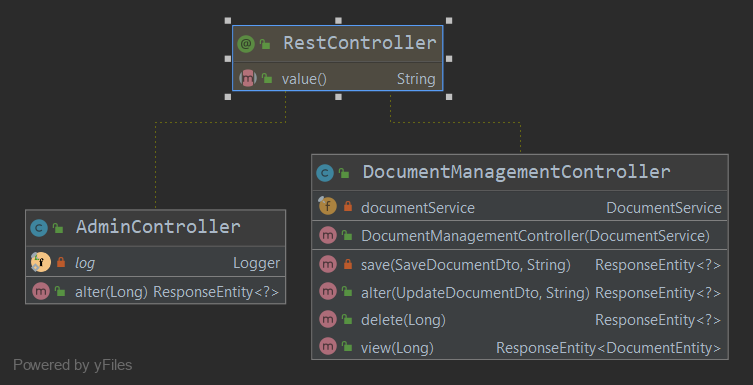 @ RestController
m value() String
C DocumentManagementController
f documentService DocumentService
m DocumentManagementController(DocumentService)
m save(SaveDocumentDto, String) ResponseEntity<?>
m alter(UpdateDocumentDto, String) ResponseEntity<?>
m delete(Long) ResponseEntity<?>
m view(Long) ResponseEntity<DocumentEntity>
C AdminController
f log Logger
m alter(Long) ResponseEntity<?>
Powered by yFiles